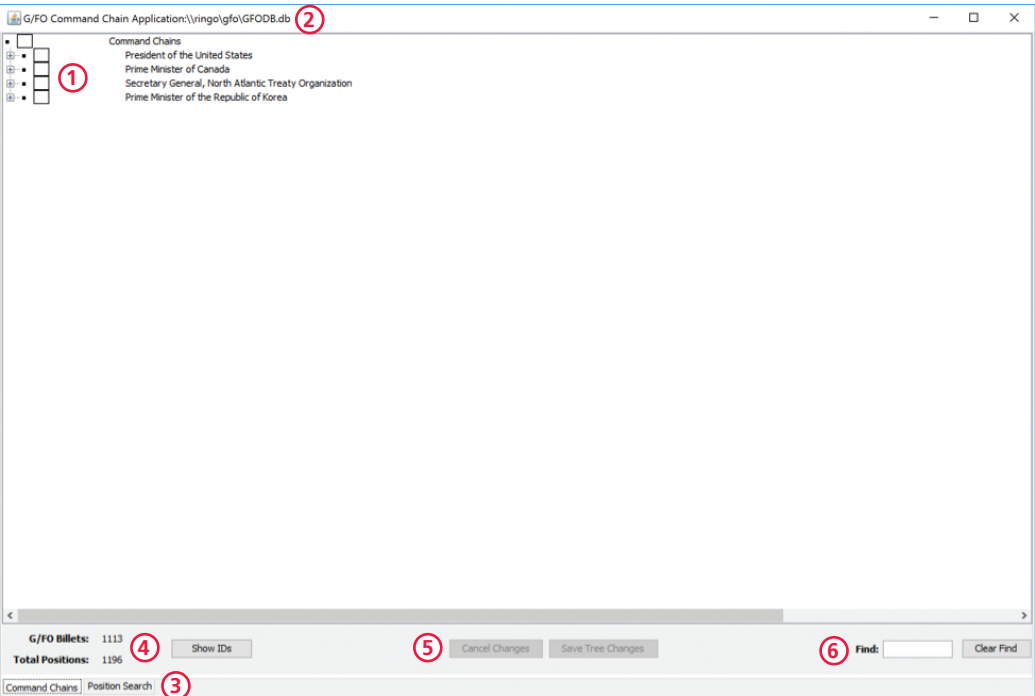 G/FO Command Chain Application:\\ringo\gfo\GFODB.db 2
Command Chains
President of the United States
Prime Minister of Canada
1
Secretary General, North Atlantic Treaty Organization
Prime Minister of the Republic of Korea
G/FO Billets: 1113
4 Show IDs 5 Cancel Changes Save Tree Changes 6 Find: Clear Find
Total Positions: 1196
Command Chains Position Search 3